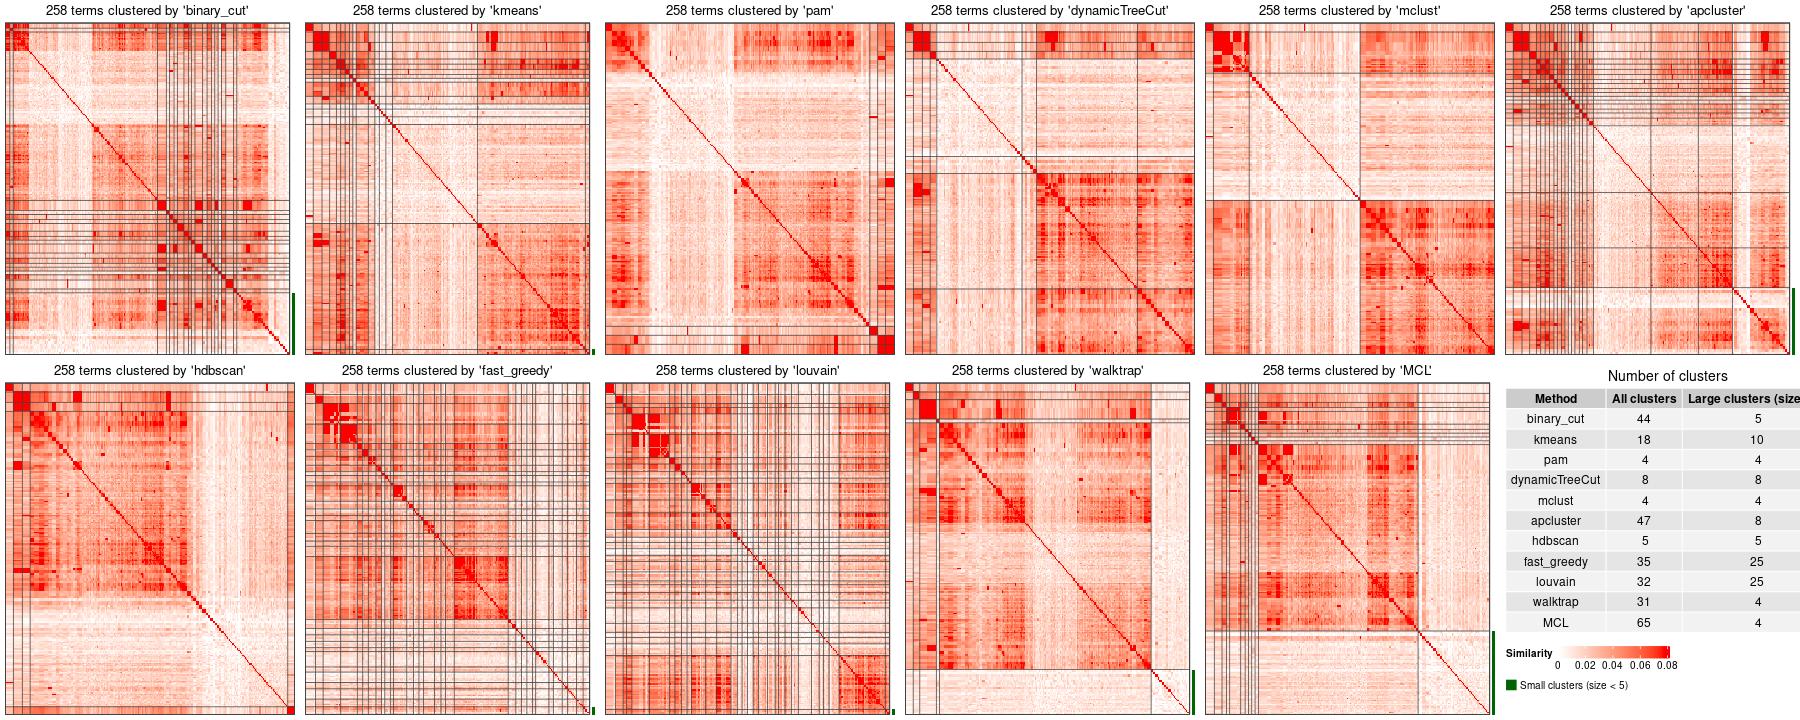 258 terms clustered by 'binary_cut'
258 terms clustered by 'kmeans'
258 terms clustered by 'pam'
258 terms clustered by 'dynamicTreeCut'
258 terms clustered by 'mclust'
258 terms clustered by 'apcluster'
258 terms clustered by 'hdbscan'
258 terms clustered by 'fast_greedy'
258 terms clustered by 'louvain'
258 terms clustered by 'walktrap'
258 terms clustered by 'MCL'
Number of clusters
Method All clusters Large clusters (size
binary_cut 44 5
kmeans 18 10
pam 4 4
dynamicTreeCut 8 8
mclust 4 4
apcluster 47 8
hdbscan 5 5
fast_greedy 35 25
louvain 32 25
walktrap 31 4
MCL 65 4
Similarity
0 0.02 0.04 0.06 0.08
Small clusters (size < 5)